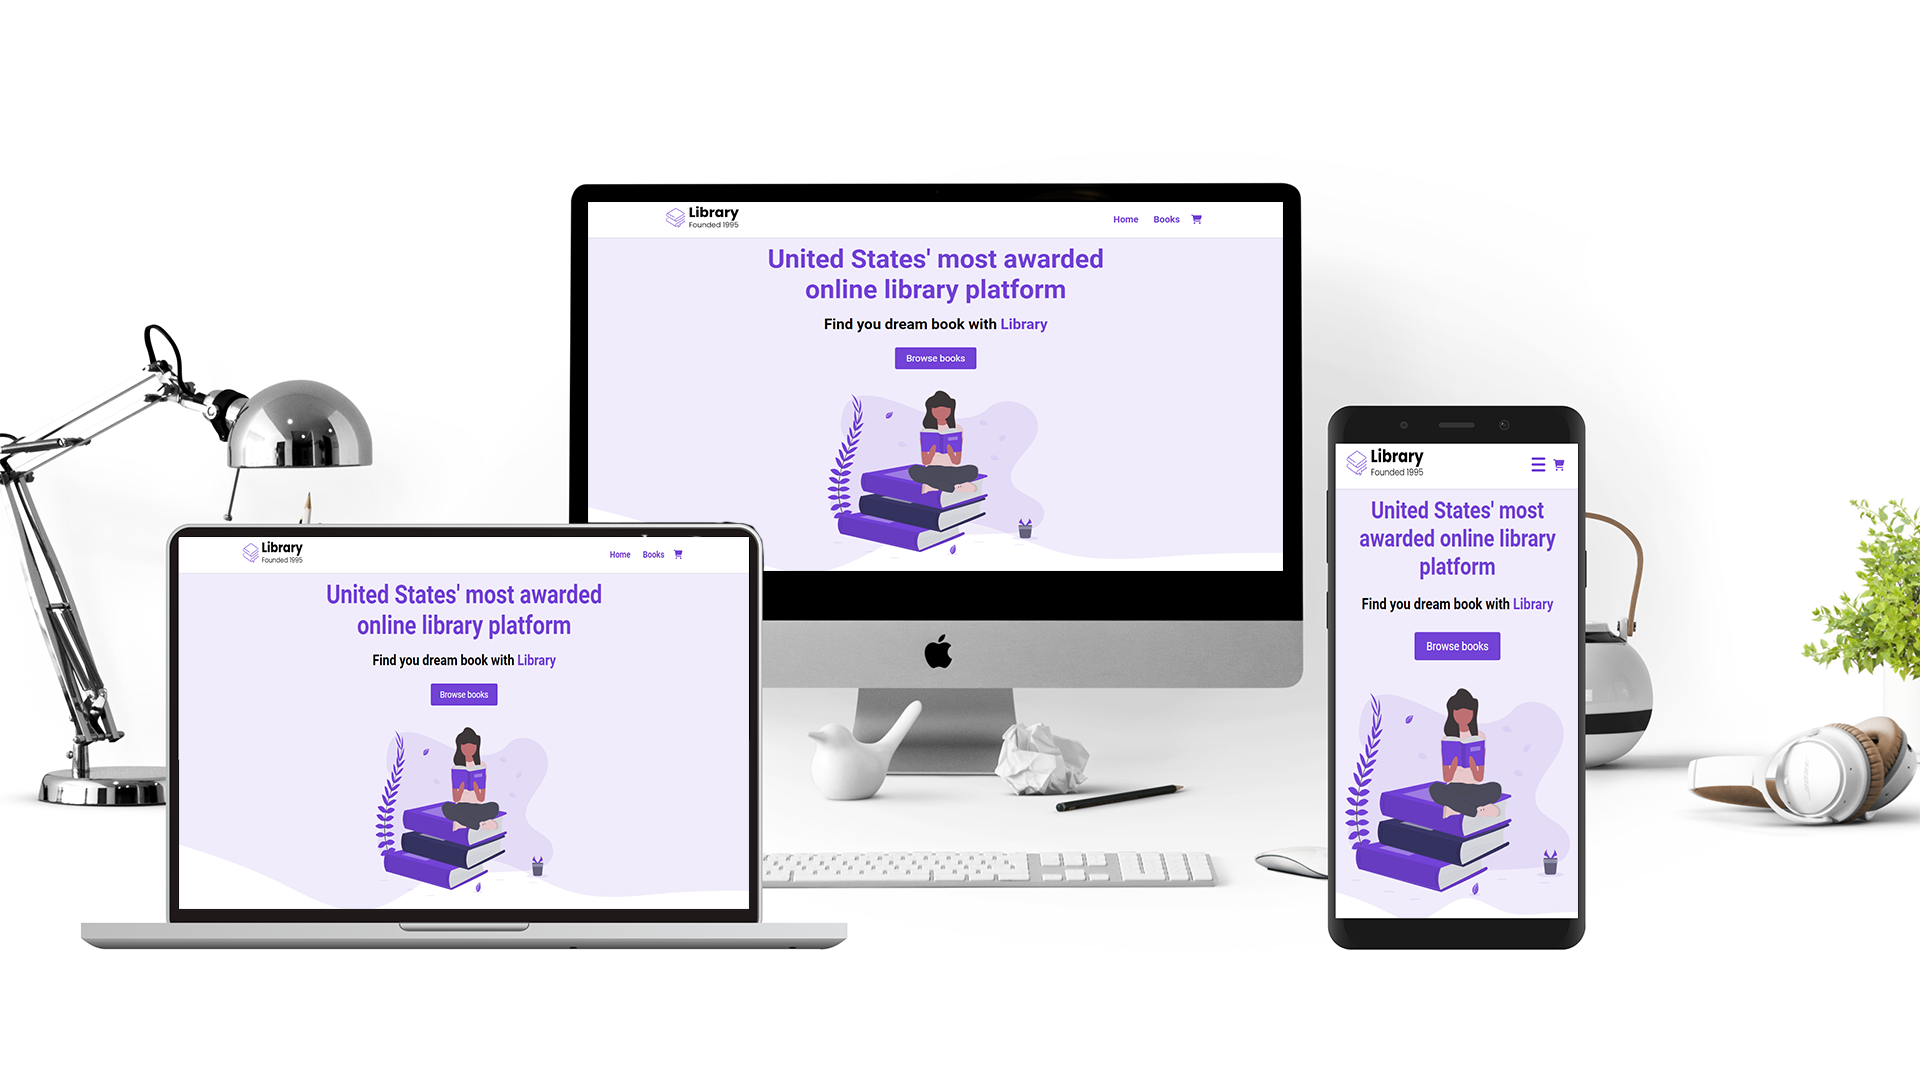 Library
Founded 1995
Home Books
United States' most awarded
online library platform
Find you dream book with Library
Browse books
Library
Founded 1995
Home Books
United States' most awarded
online library platform
Find you dream book with Library
Browse books
Library
Founded 1995
United States' most
awarded online library
platform
Find you dream book with Library
Browse books